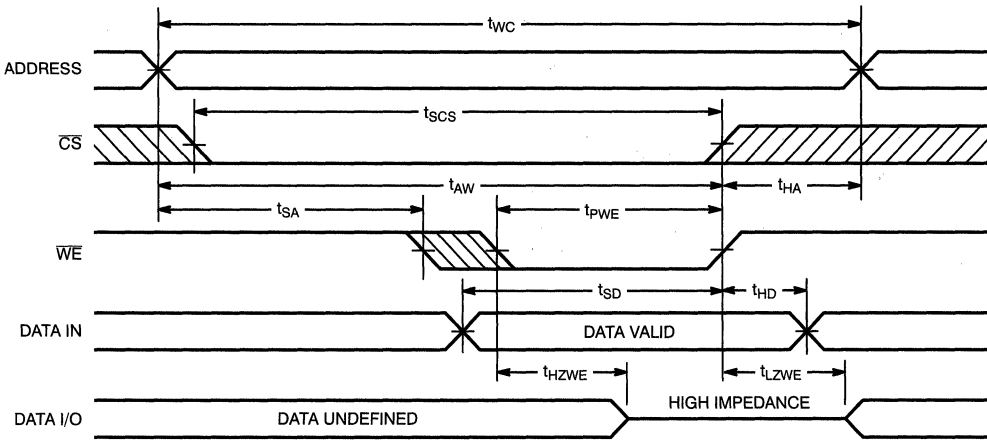 tWC
ADDRESS
tSCS
CS
tAW
tHA
tSA
tPWE
WE
tSD
tHD
DATA IN
DATA VALID
tHZWE
tLZWE
HIGH IMPEDANCE
DATA I/O
DATA UNDEFINED